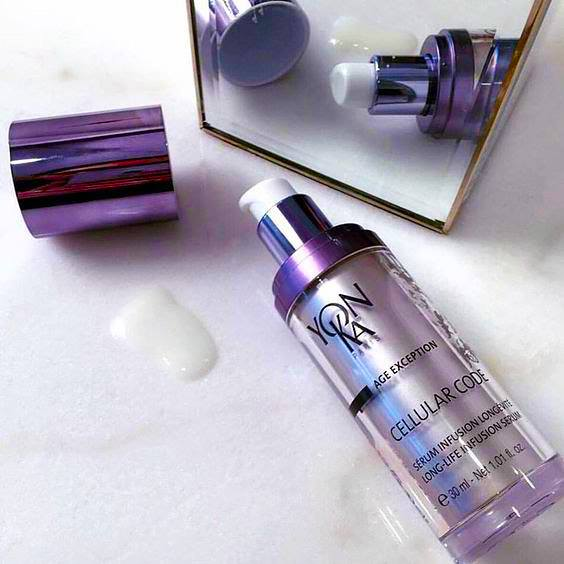 YON
KA
PARIS
AGE EXCEPTION
CELLULAR CODE
SÉRUM INFUSION LONGÉVITÉ
LONG-LIFE INFUSION SERUM
℮ 30 ml - Net 1.01 fl. oz.